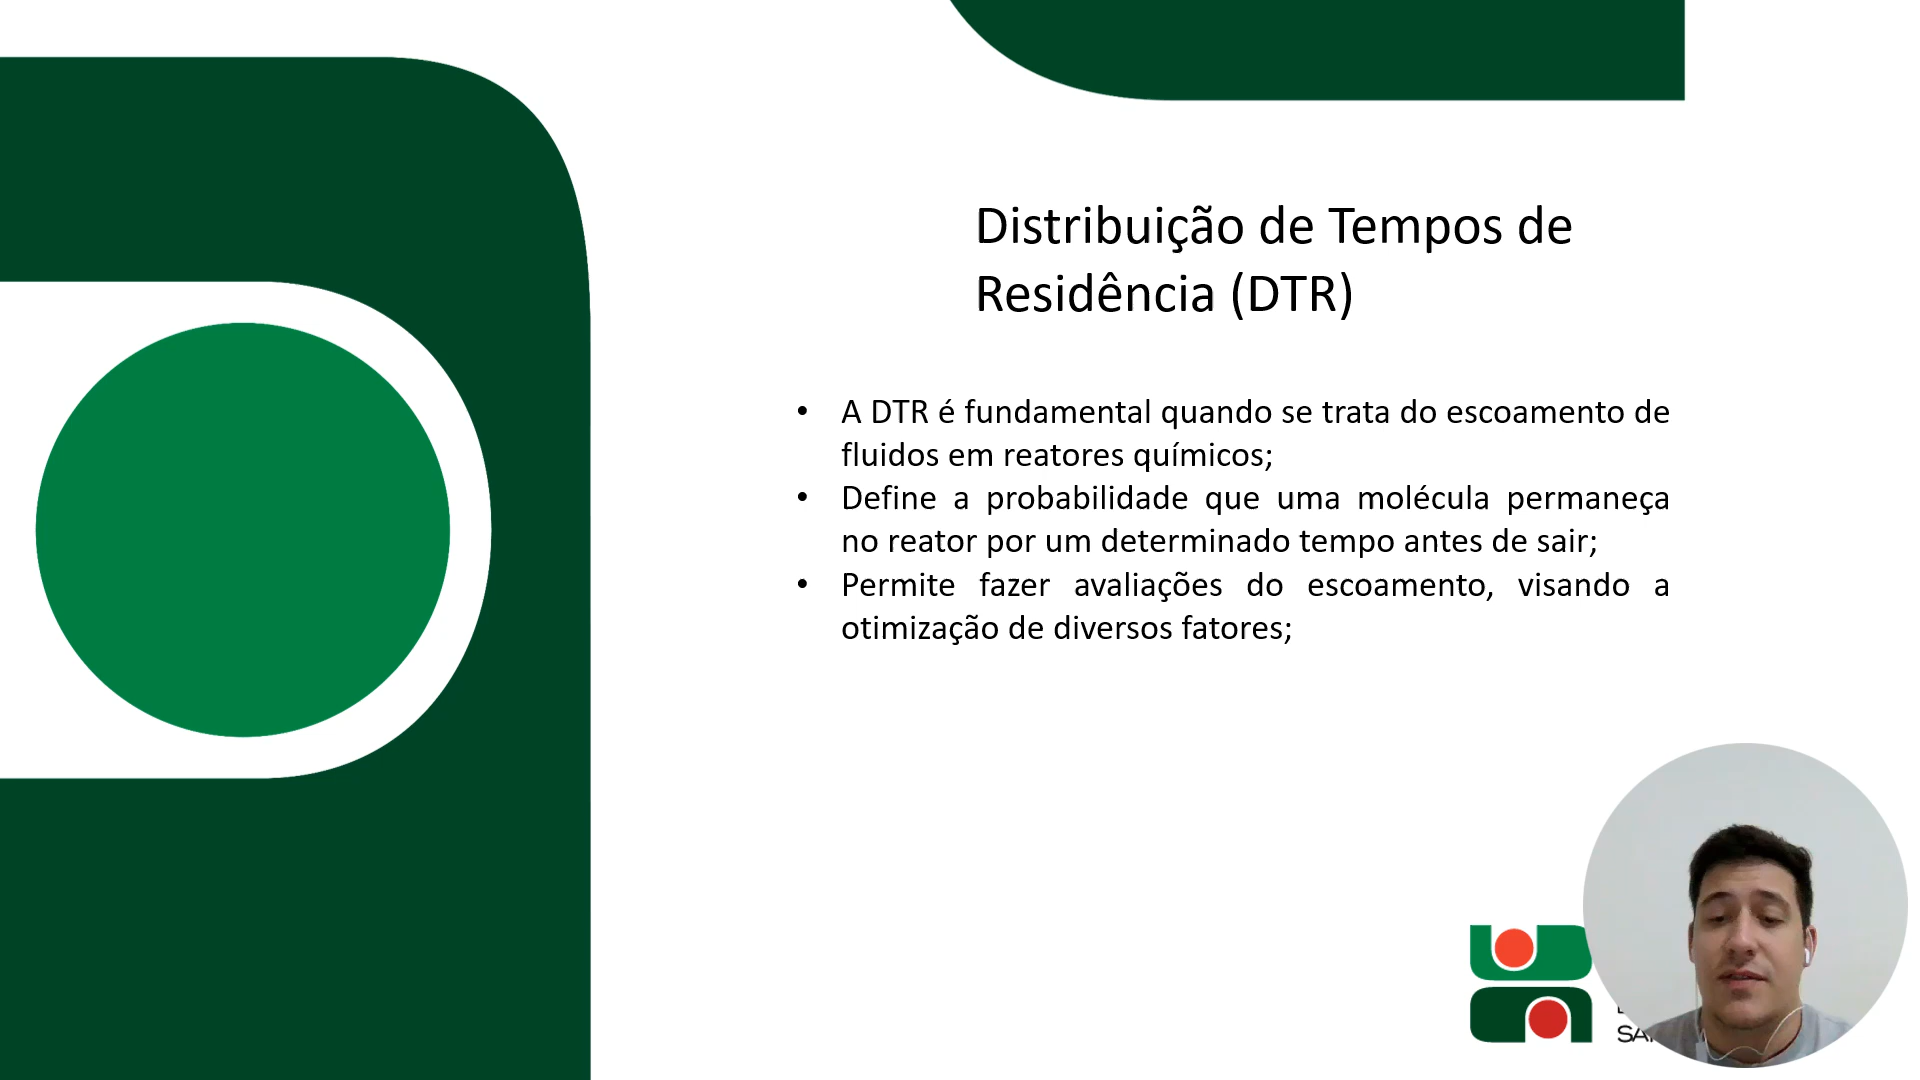 Distribuição de Tempos de
Residência (DTR)
• A DTR é fundamental quando se trata do escoamento de
fluidos em reatores químicos;
• Define a probabilidade que uma molécula permaneça
no reator por um determinado tempo antes de sair;
• Permite fazer avaliações do escoamento, visando a
otimização de diversos fatores;